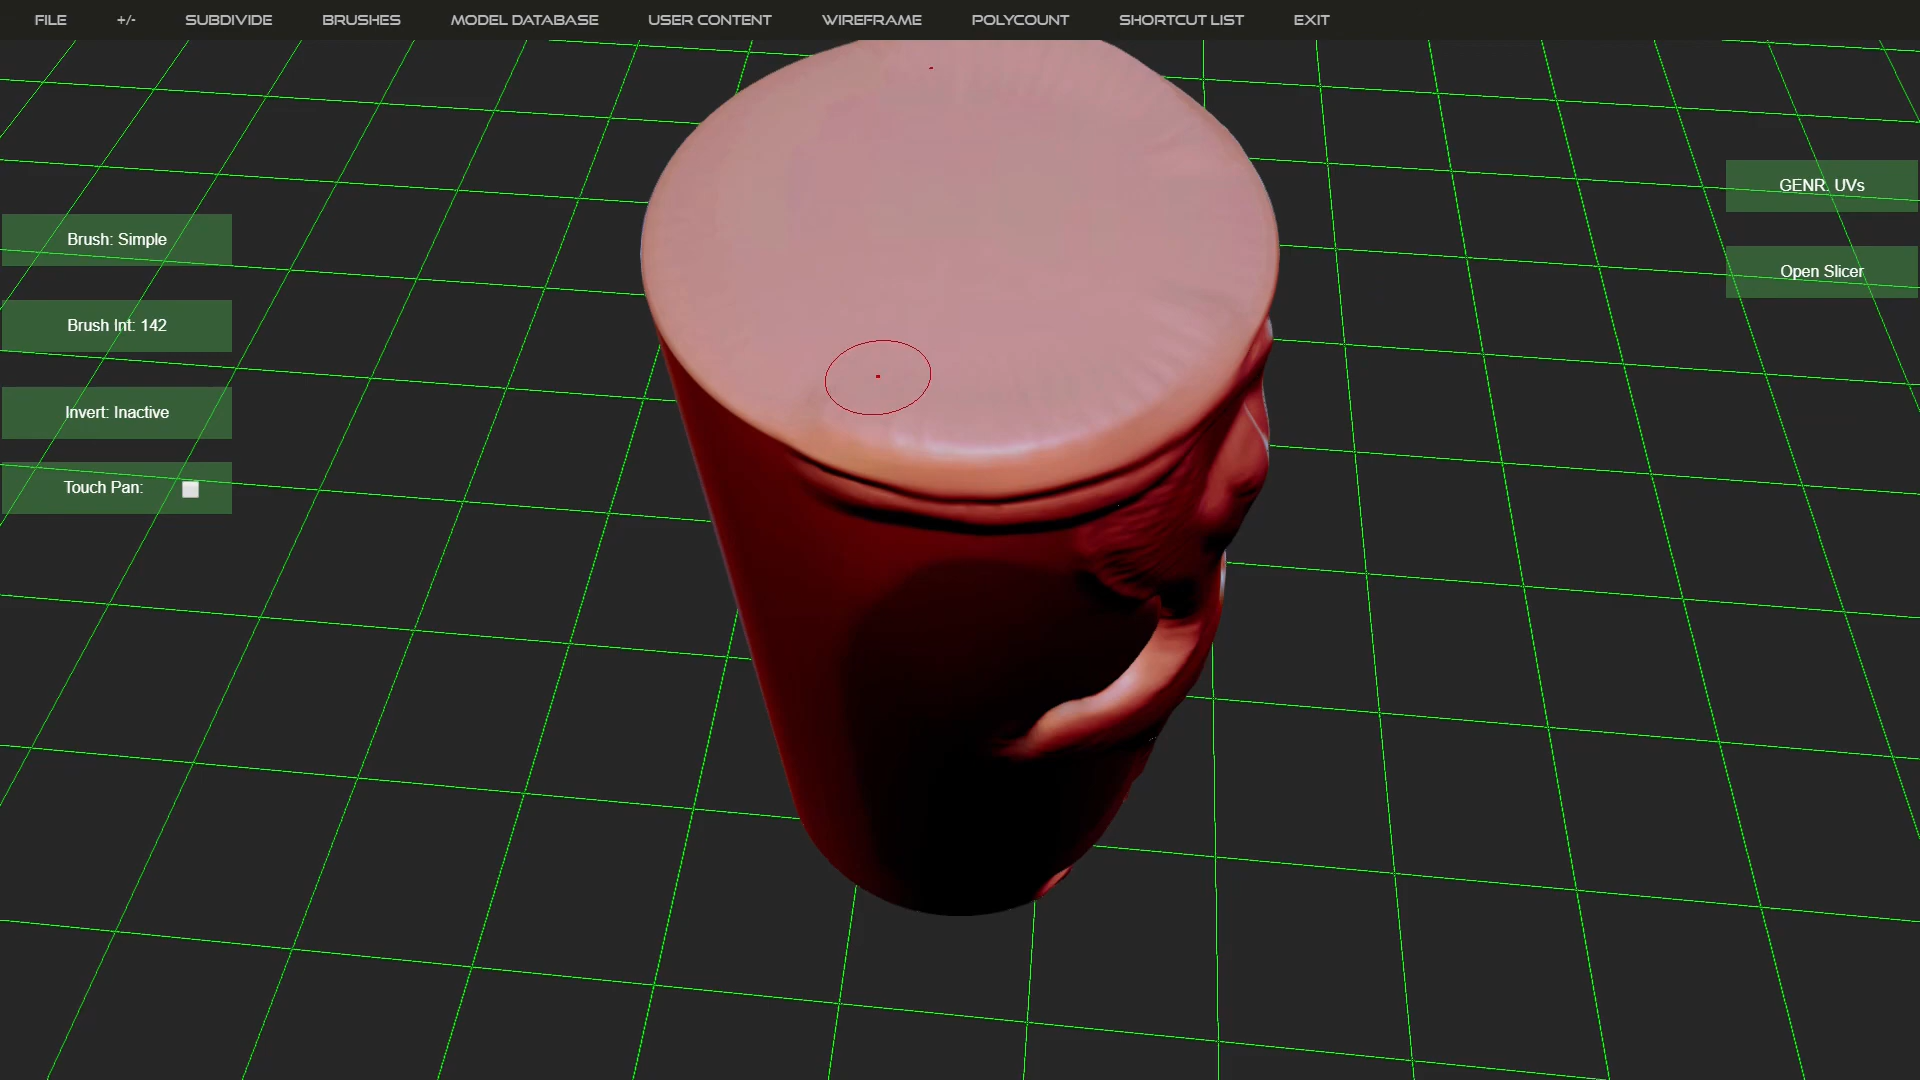 FILE +/- SUBDIVIDE BRUSHES MODEL DATABASE USER CONTENT WIREFRAME POLYCOUNT SHORTCUT LIST EXIT
GENR. UVs
Brush: Simple
Open Slicer
Brush Int: 142
Invert: Inactive
Touch Pan: